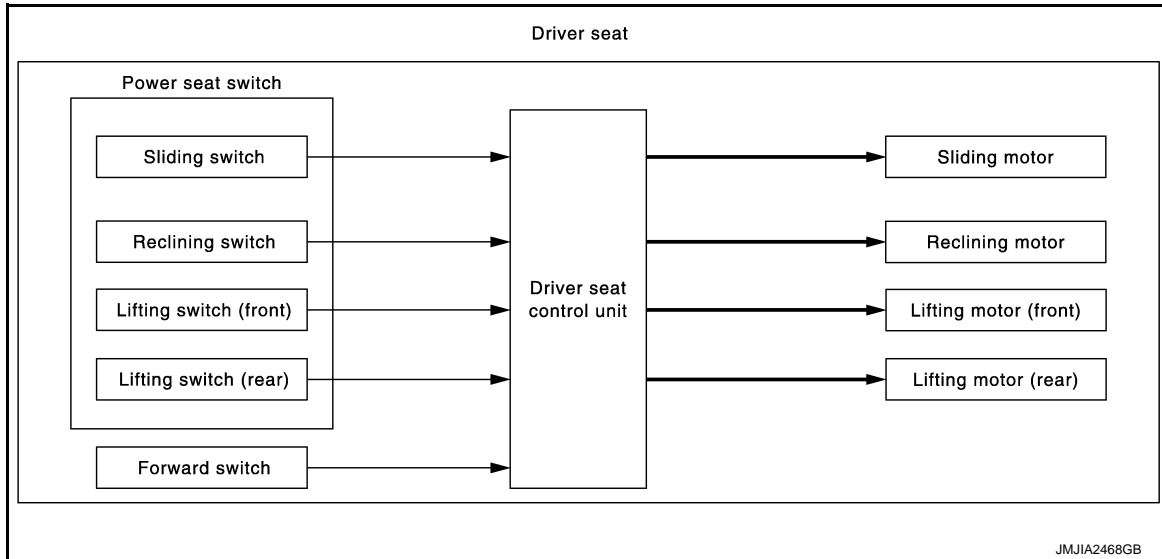 Driver seat
Power seat switch
Sliding switch
Sliding motor
Reclining switch
Reclining motor
Lifting switch (front)
Driver seat
control unit
Lifting motor (front)
Lifting switch (rear)
Lifting motor (rear)
Forward switch
JMJIA2468GB